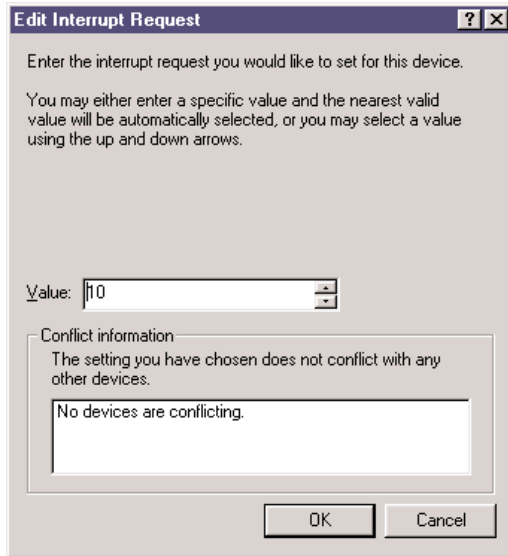 Edit Interrupt Request
Enter the interrupt request you would like to set for this device.
You may either enter a specific value and the nearest valid
value will be automatically selected, or you may select a value
using the up and down arrows.
Value: 10
Conflict information
The setting you have chosen does not conflict with any
other devices.
No devices are conflicting.
OK Cancel